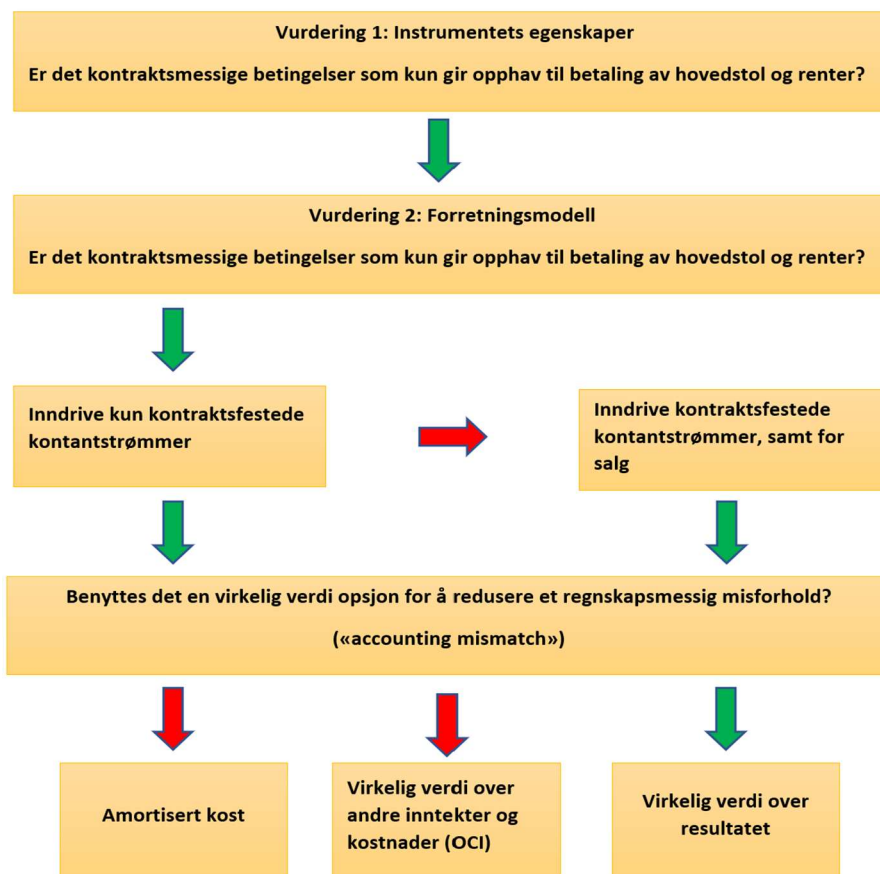 Vurdering 1: Instrumentets egenskaper
Er det kontraktsmessige betingelser som kun gir opphav til betaling av hovedstol og renter?
Vurdering 2: Forretningsmodell
Er det kontraktsmessige betingelser som kun gir opphav til betaling av hovedstol og renter?
Inndrive kun kontraktsfestede
kontantstrømmer
Inndrive kontraktsfestede
kontantstrømmer, samt for
salg
Benyttes det en virkelig verdi opsjon for å redusere et regnskapsmessig misforhold?
(«accounting mismatch»)
Amortisert kost
Virkelig verdi over
andre inntekter og
kostnader (OCI)
Virkelig verdi over
resultatet